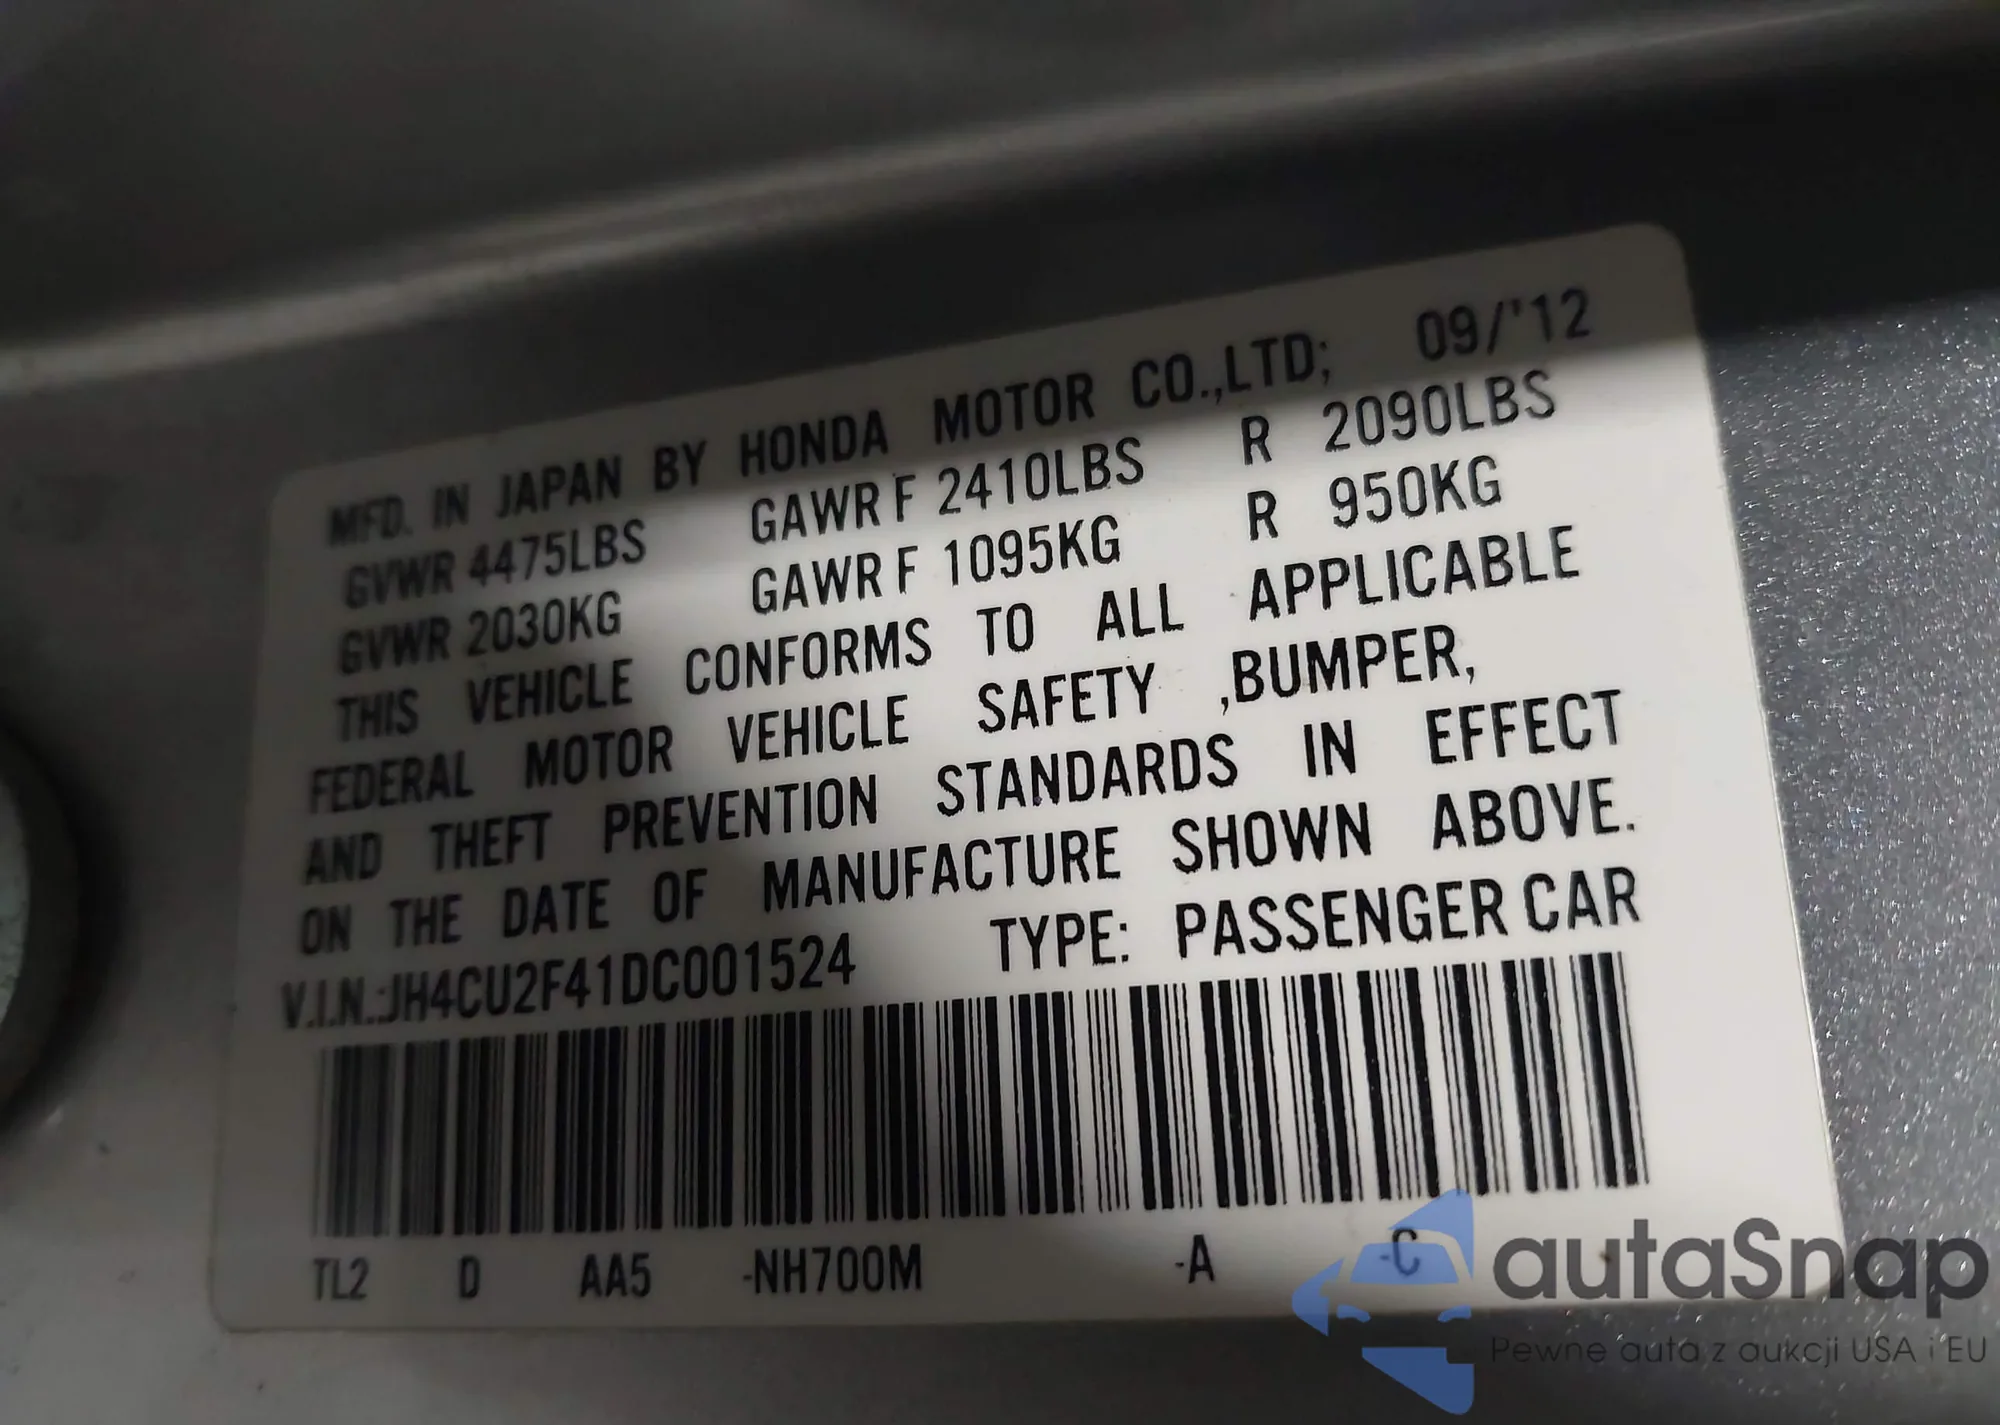 MFD. IN JAPAN BY HONDA MOTOR CO.,LTD; 09/'12
GVWR 4475LBS GAWR F 2410LBS R 2090LBS
GVWR 2030KG GAWR F 1095KG R 950KG
THIS VEHICLE CONFORMS TO ALL APPLICABLE
FEDERAL MOTOR VEHICLE SAFETY ,BUMPER,
AND THEFT PREVENTION STANDARDS IN EFFECT
ON THE DATE OF MANUFACTURE SHOWN ABOVE.
V.I.N.:JH4CU2F41DC001524 TYPE: PASSENGER CAR
TL2 D AA5 -NH700M -A -C
autaSnap
Pewne auta z aukcji USA i EU